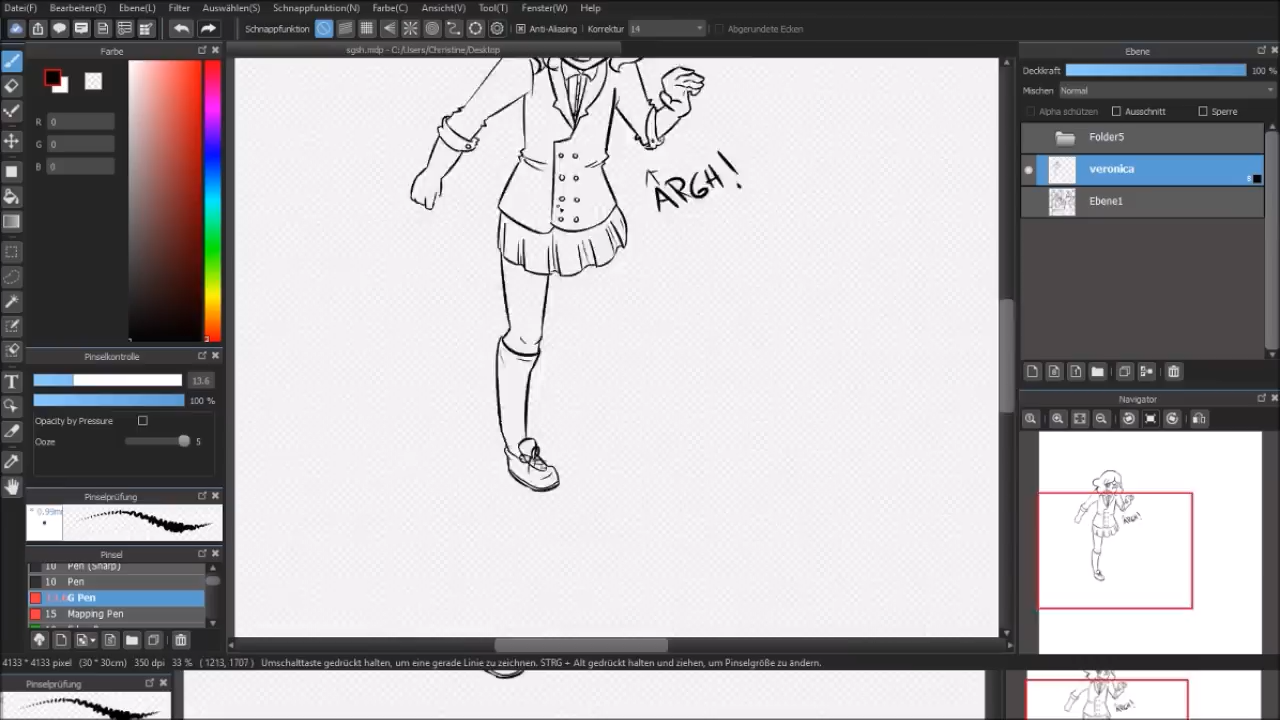 Datei(F) Bearbeiten(E) Ebene(L) Filter Auswählen(S) Schnappfunktion(N) Farbe(C) Ansicht(V) Tool(T) Fenster(W) Help
Schnappfunktion Anti-Aliasing Korrektur 14 Abgerundete Ecken
Farbe
sgsh.mdp - C:/Users/Christine/Desktop
Ebene
Deckkraft 100 %
Mischen Normal
Alpha schützen Ausschnitt Sperre
R 0
G 0
B 0
Folder5
veronica
Ebene1
ARGH!
Pinselkontrolle
13.6
100 %
Opacity by Pressure
Ooze 5
Navigator
Pinselprüfung
0.99mm
Pinsel
10 Pen (Sharp)
10 Pen
G Pen
15 Mapping Pen
ARGH!
4133 * 4133 pixel (30 * 30cm) 350 dpi 33 % ( 1213, 1707 ) Umschalttaste gedrückt halten, um eine gerade Linie zu zeichnen. STRG + Alt gedrückt halten und ziehen, um Pinselgröße zu ändern.
Pinselprüfung
ARGH!